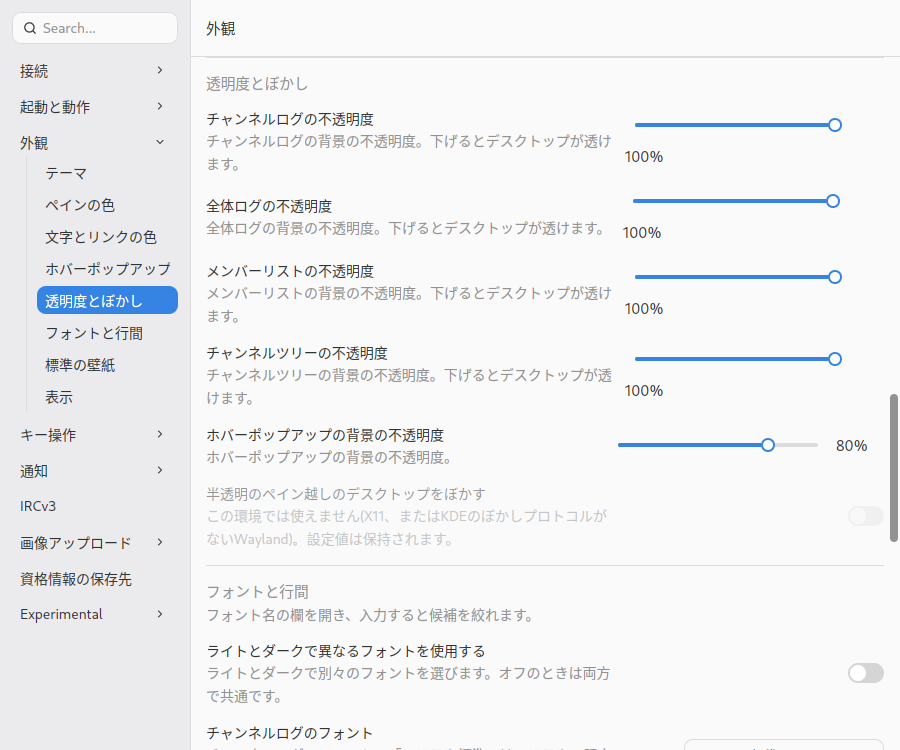 Search...
接続
起動と動作
外観
テーマ
ペインの色
文字とリンクの色
ホバーポップアップ
透明度とぼかし
フォントと行間
標準の壁紙
表示
キー操作
通知
IRCv3
画像アップロード
資格情報の保存先
Experimental
外観
透明度とぼかし
チャンネルログの不透明度
チャンネルログの背景の不透明度。下げるとデスクトップが透け
ます。
100%
全体ログの不透明度
全体ログの背景の不透明度。下げるとデスクトップが透けます。
100%
メンバーリストの不透明度
メンバーリストの背景の不透明度。下げるとデスクトップが透け
ます。
100%
チャンネルツリーの不透明度
チャンネルツリーの背景の不透明度。下げるとデスクトップが透
けます。
100%
ホバーポップアップの背景の不透明度
ホバーポップアップの背景の不透明度。
80%
半透明のペイン越しのデスクトップをぼかす
この環境では使えません(X11、またはKDEのぼかしプロトコルが
ないWayland)。設定値は保持されます。
フォントと行間
フォント名の欄を開き、入力すると候補を絞れます。
ライトとダークで異なるフォントを使用する
ライトとダークで別々のフォントを選びます。オフのときは両方
で共通です。
チャンネルログのフォント